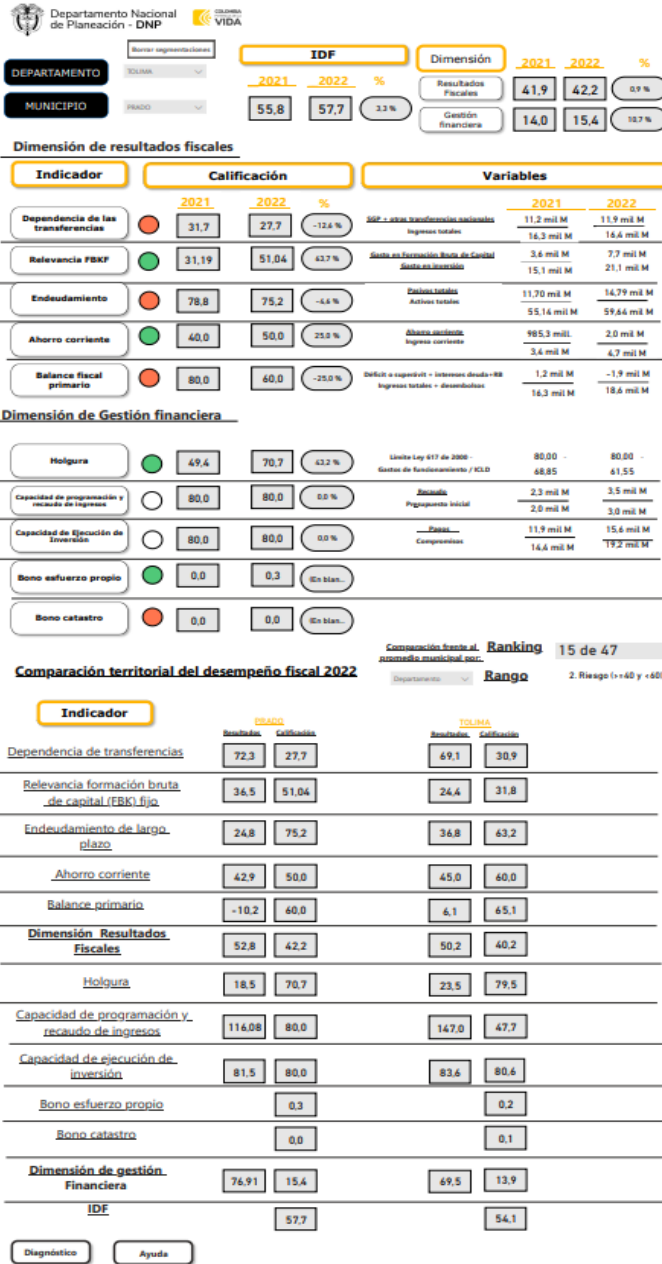 Departamento Nacional
de Planeación - DNP
COLOMBIA
VIDA
Borrar segmentaciones
DEPARTAMENTO
TOLIMA
MUNICIPIO
PRADO
IDF
2021 2022 %
55,8 57,7 3,3 %
Dimensión 2021 2022 %
Resultados
Fiscales
41,9 42,2 0,9 %
Gestión
financiera
14,0 15,4 10,7 %
Dimensión de resultados fiscales
Indicador Calificación Variables
2021 2022 % 2021 2022
Dependencia de las
transferencias
31,7 27,7 -12,6 %
SGP + otras transferencias nacionales 11,2 mil M 11,9 mil M
Ingresos totales 16,3 mil M 16,4 mil M
Relevancia FBKF 31,19 51,04 63,7 %
Gasto en Formación Bruta de Capital 3,6 mil M 7,7 mil M
Gasto en inversión 15,1 mil M 21,1 mil M
Endeudamiento 78,8 75,2 -4,6 %
Pasivos totales 11,70 mil M 14,79 mil M
Activos totales 55,14 mil M 59,64 mil M
Ahorro corriente 40,0 50,0 25,0 %
Ahorro corriente 985,3 mill. 2,0 mil M
Ingreso corriente 3,4 mil M 4,7 mil M
Balance fiscal
primario
80,0 60,0 -25,0 %
Déficit o superávit + intereses deuda+RB 1,2 mil M -1,9 mil M
Ingresos totales + desembolsos 16,3 mil M 18,6 mil M
Dimensión de Gestión financiera
Holgura 49,4 70,7 43,2 %
Límite Ley 617 de 2000 - 80,00 - 80,00 -
Gastos de funcionamiento / ICLD 68,85 61,55
Capacidad de programación y
recaudo de ingresos
80,0 80,0 0,0 %
Recaudo 2,3 mil M 3,5 mil M
Presupuesto inicial 2,0 mil M 3,0 mil M
Capacidad de Ejecución de
Inversión
80,0 80,0 0,0 %
Pagos 11,9 mil M 15,6 mil M
Compromisos 14,4 mil M 19,2 mil M
Bono esfuerzo propio 0,0 0,3 (En blan...
Bono catastro 0,0 0,0 (En blan...
Comparación frente al
promedio municipal por:
Ranking 15 de 47
Comparación territorial del desempeño fiscal 2022
Departamento
Rango 2. Riesgo (>=40 y <60)
Indicador
PRADO TOLIMA
Resultados Calificación Resultados Calificación
Dependencia de transferencias 72,3 27,7 69,1 30,9
Relevancia formación bruta
de capital (FBK) fijo
36,5 51,04 24,4 31,8
Endeudamiento de largo
plazo
24,8 75,2 36,8 63,2
Ahorro corriente 42,9 50,0 45,0 60,0
Balance primario -10,2 60,0 6,1 65,1
Dimensión Resultados
Fiscales
52,8 42,2 50,2 40,2
Holgura 18,5 70,7 23,5 79,5
Capacidad de programación y
recaudo de ingresos
116,08 80,0 147,0 47,7
Capacidad de ejecución de
inversión
81,5 80,0 83,6 80,6
Bono esfuerzo propio 0,3 0,2
Bono catastro 0,0 0,1
Dimensión de gestión
Financiera
76,91 15,4 69,5 13,9
IDF 57,7 54,1
Diagnóstico Ayuda